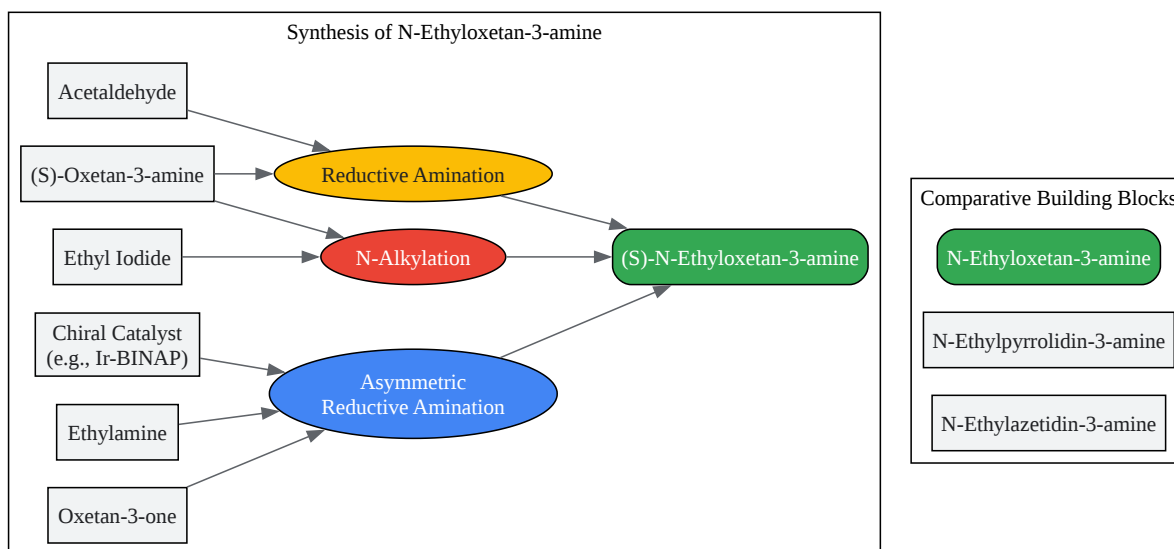 Synthesis of N-Ethyloxetan-3-amine
Acetaldehyde
(S)-Oxetan-3-amine
Reductive Amination
Ethyl Iodide
N-Alkylation
(S)-N-Ethyloxetan-3-amine
Chiral Catalyst
(e.g., Ir-BINAP)
Asymmetric
Reductive Amination
Ethylamine
Oxetan-3-one
Comparative Building Blocks
N-Ethyloxetan-3-amine
N-Ethylpyrrolidin-3-amine
N-Ethylazetidin-3-amine